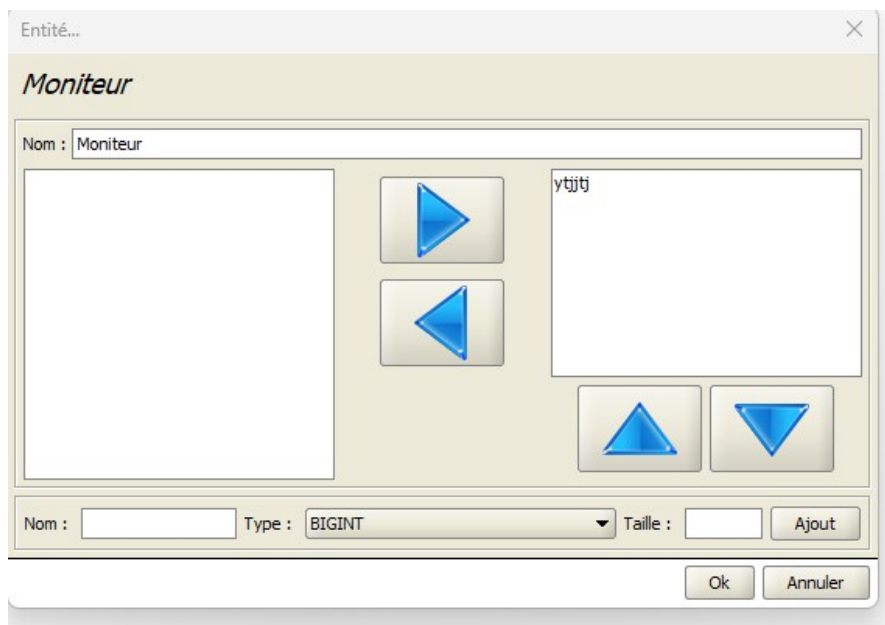 Entité...
Moniteur
Nom : Moniteur
ytjjtj
Nom : Type : BIGINT Taille : Ajout
Ok Annuler